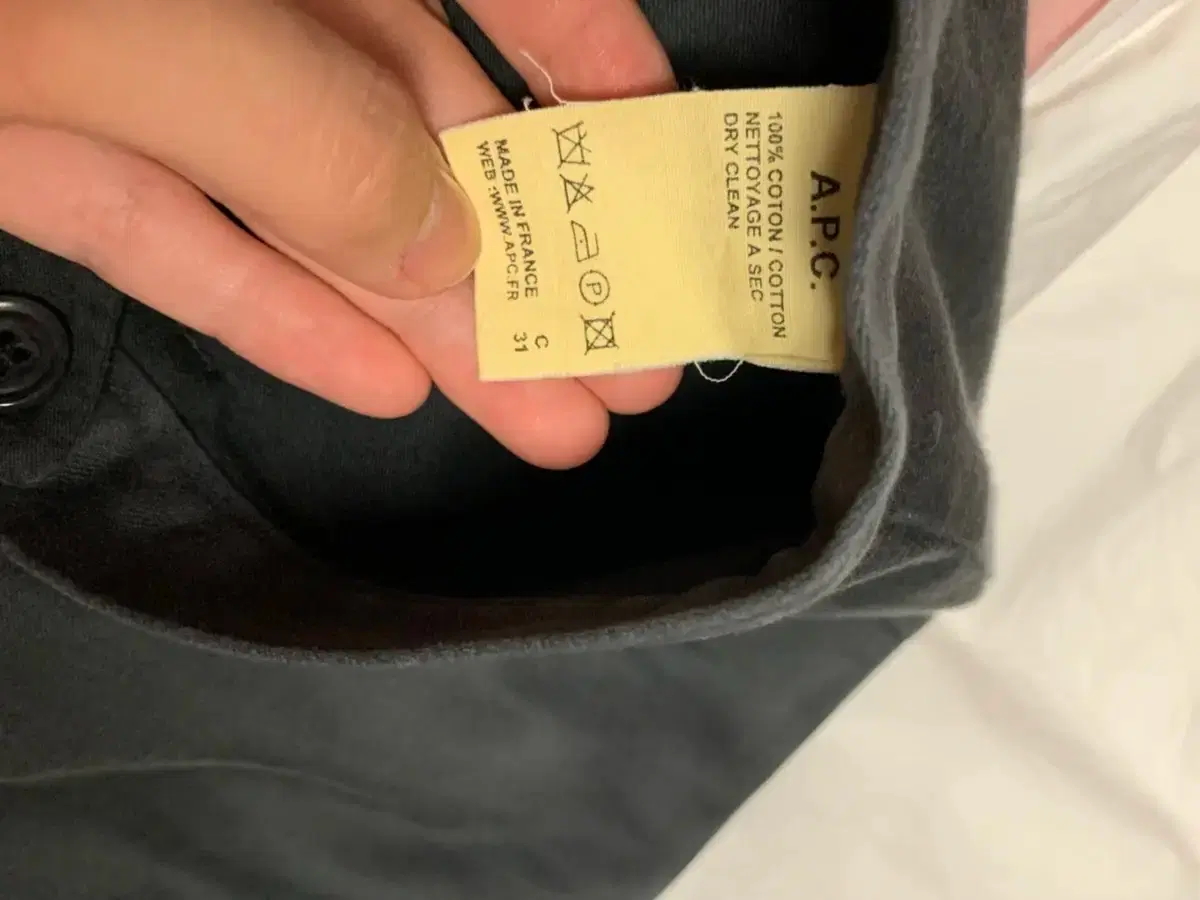 A.P.C.
100% COTON / COTTON
NETTOYAGE A SEC
DRY CLEAN
P
MADE IN FRANCE C
WEB :WWW.APC.FR 31